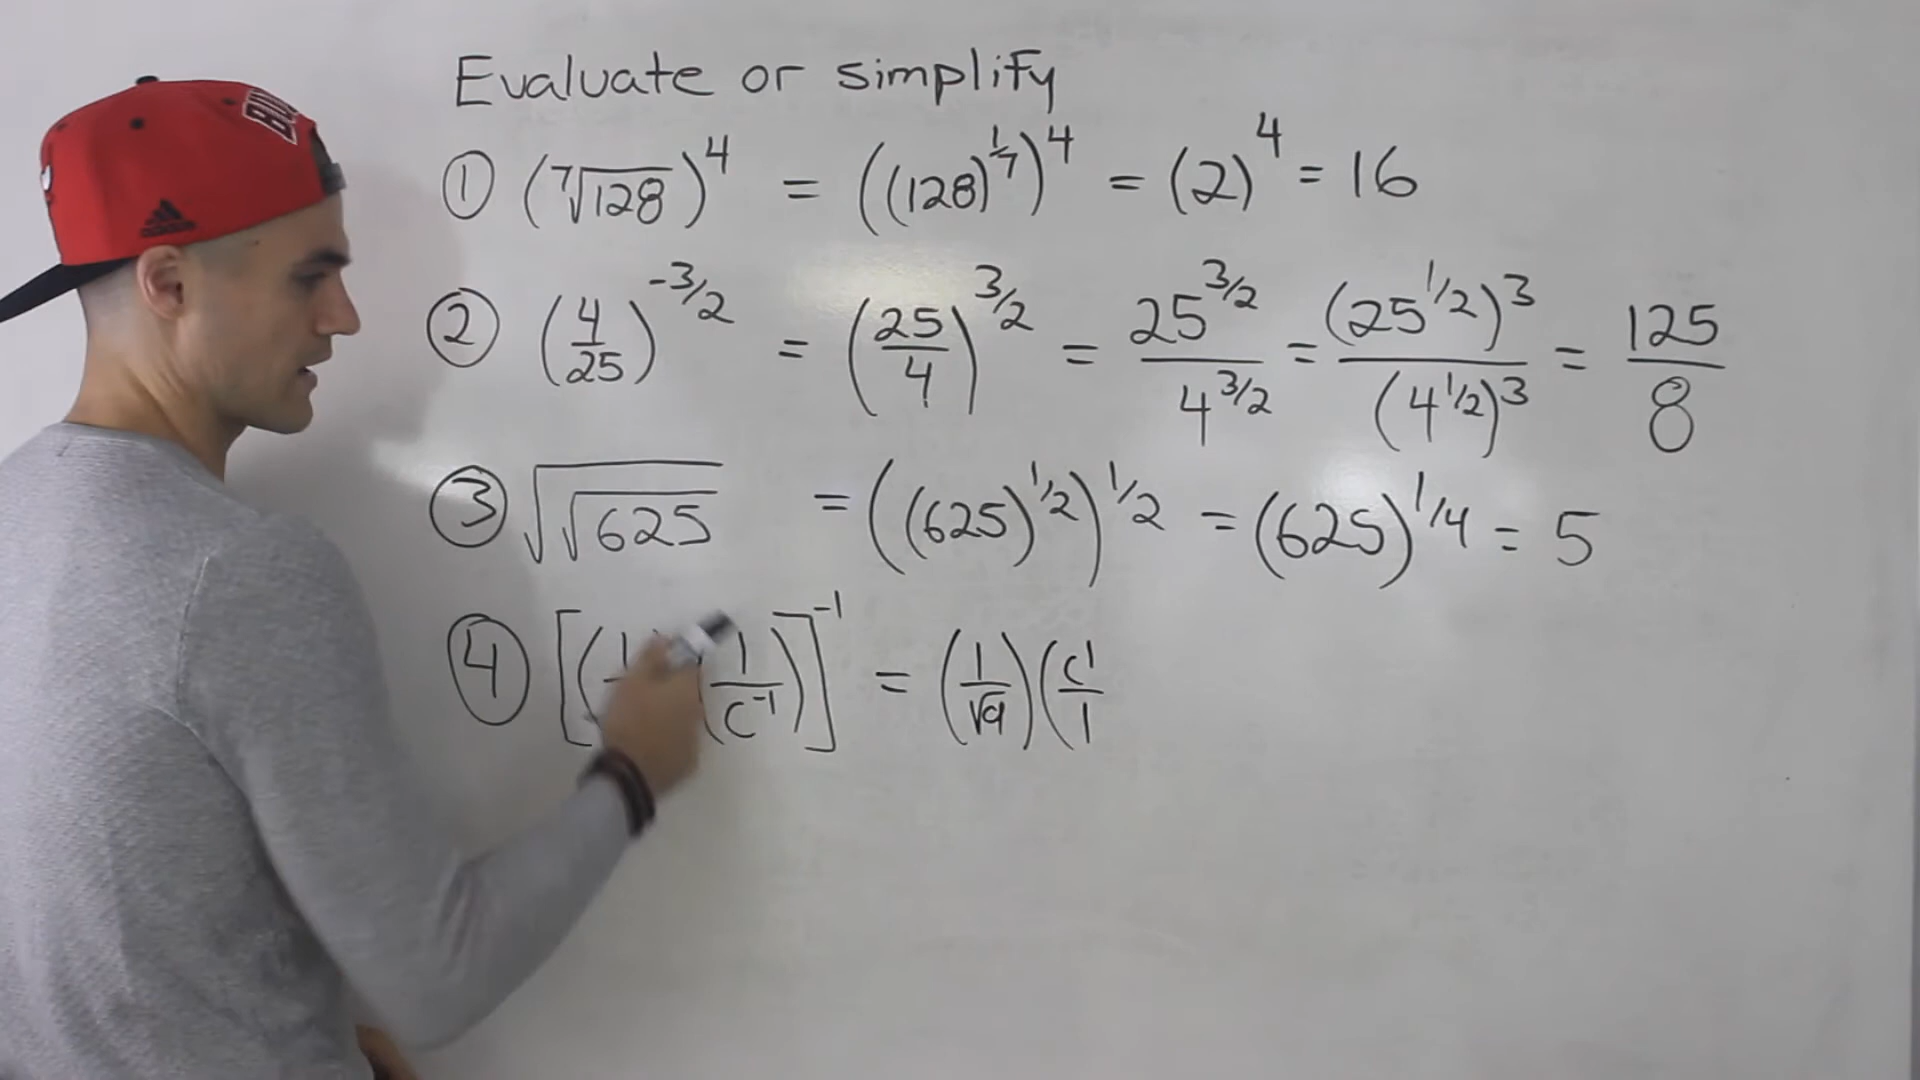 Evaluate or simplify
① (⁷√128)⁴ = ((128)^1/7)⁴ = (2)⁴ = 16
② (4/25)^-3/2 = (25/4)^3/2 = 25^3/2 / 4^3/2 = (25^1/2)³ / (4^1/2)³ = 125/8
③ √√625 = ((625)^1/2)^1/2 = (625)^1/4 = 5
④ [(1 1/c⁻¹)]⁻¹ = (1/√a)(c¹/1